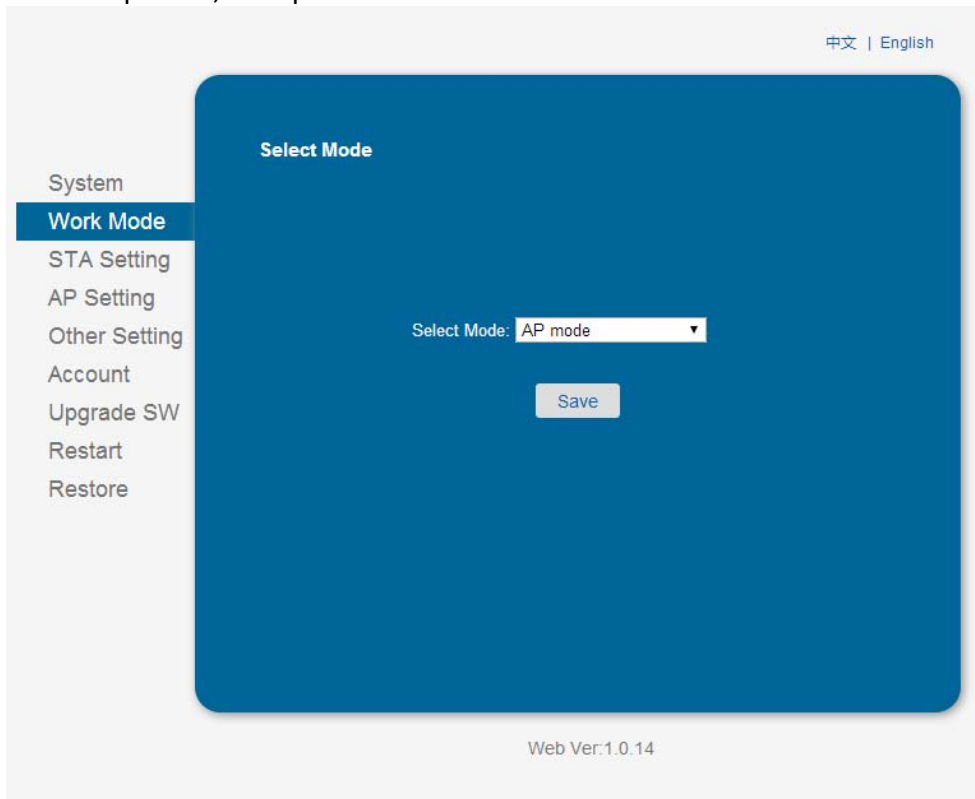 中文 | English
Select Mode
System
Work Mode
STA Setting
AP Setting
Other Setting
Account
Upgrade SW
Restart
Restore
Select Mode: AP mode
Save
Web Ver:1.0.14